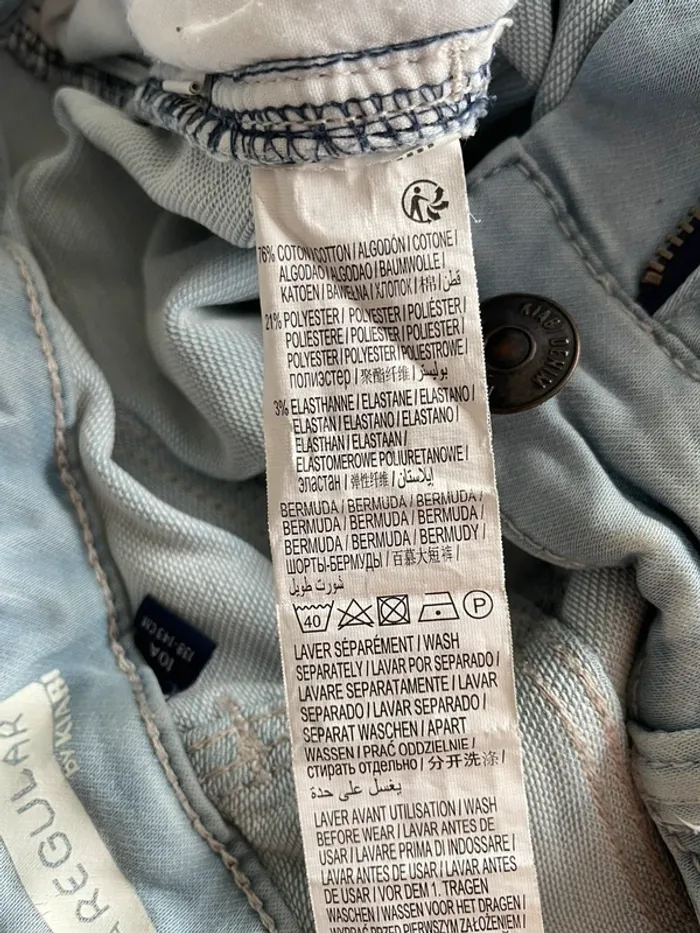 76% COTON/COTTON / ALGODÓN / COTONE /
ALGODÃO / ALGODAO / BAUMWOLLE /
KATOEN / BAWEŁNA / ХЛОПОК / 棉 / قطن
21% POLYESTER / POLYESTER / POLIÉSTER /
POLIESTERE / POLIÉSTER / POLIESTER /
POLYESTER / POLYESTER / POLIESTROWE /
полиэстер / 聚酯纤维 / بوليستر
3% ELASTHANNE / ELASTANE / ELASTANO /
ELASTAN / ELASTANO / ELASTANO /
ELASTHAN / ELASTAAN /
ELASTOMEROWE POLIURETANOWE /
эластан / 弹性纤维 / إيلاستان
BERMUDA / BERMUDA / BERMUDA /
BERMUDA / BERMUDA / BERMUDA /
BERMUDA / BERMUDA / BERMUDY /
ШОРТЫ-БЕРМУДЫ / 百慕大短裤 /
شورت طويل
40 P
LAVER SÉPARÉMENT / WASH
SEPARATELY / LAVAR POR SEPARADO /
LAVARE SEPARATAMENTE / LAVAR
SEPARADO / LAVAR SEPARADO /
SEPARAT WASCHEN / APART
WASSEN / PRAĆ ODDZIELNIE /
стирать отдельно / 分开洗涤 /
يغسل على حدة
LAVER AVANT UTILISATION / WASH
BEFORE WEAR / LAVAR ANTES DE
USAR / LAVARE PRIMA DI INDOSSARE /
LAVAR ANTES DE USAR / LAVAR ANTES
DE USAR / VOR DEM 1. TRAGEN
WASCHEN / WASSEN VOOR HET DRAGEN /
WYPRAĆ PRZED PIERWSZYM ZAŁOŻENIEM /
KIABI DENIM
10A
138-143CM
REGULAR
BY KIABI